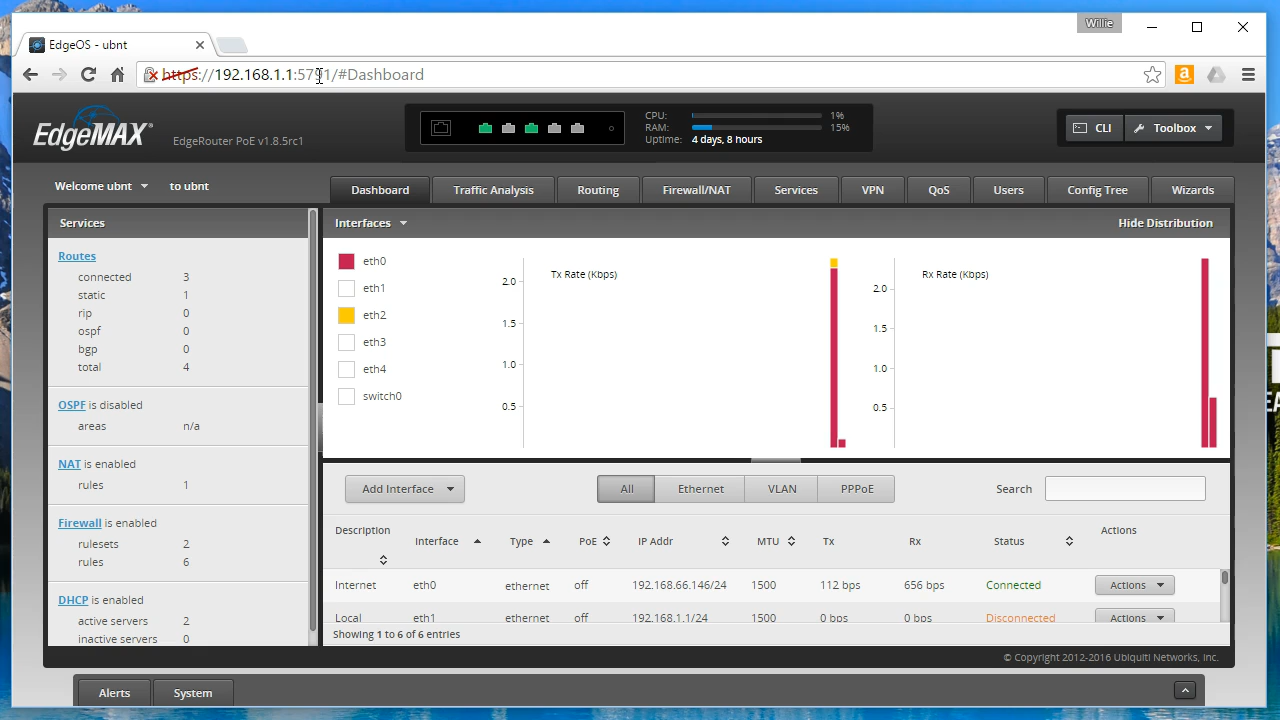 Willie
EdgeOS - ubnt
https://192.168.1.1:5791/#Dashboard
EdgeMAX®
EdgeRouter PoE v1.8.5rc1
CPU: 1%
RAM: 15%
Uptime: 4 days, 8 hours
CLI
Toolbox
Welcome ubnt
to ubnt
Dashboard
Traffic Analysis
Routing
Firewall/NAT
Services
VPN
QoS
Users
Config Tree
Wizards
Services
Routes
connected 3
static 1
rip 0
ospf 0
bgp 0
total 4
OSPF is disabled
areas n/a
NAT is enabled
rules 1
Firewall is enabled
rulesets 2
rules 6
DHCP is enabled
active servers 2
inactive servers 0
Interfaces
Hide Distribution
eth0
eth1
eth2
eth3
eth4
switch0
Tx Rate (Kbps)
2.0
1.5
1.0
0.5
Rx Rate (Kbps)
2.0
1.5
1.0
0.5
Add Interface
All
Ethernet
VLAN
PPPoE
Search
Description Interface Type PoE IP Addr MTU Tx Rx Status Actions
Internet eth0 ethernet off 192.168.66.146/24 1500 112 bps 656 bps Connected Actions
Local eth1 ethernet off 192.168.1.1/24 1500 0 bps 0 bps Disconnected Actions
Showing 1 to 6 of 6 entries
© Copyright 2012-2016 Ubiquiti Networks, Inc.
Alerts
System